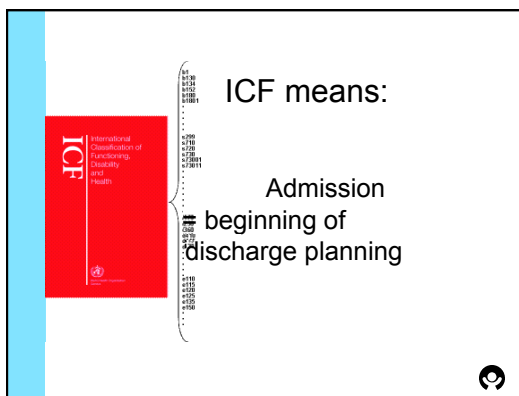 ICF means:
ICF
International
Classification of
Functioning,
Disability
and
Health
b1
b130
b134
b152
b180
b1801
s299
s710
s720
s730
s73001
s73011
Admission
= beginning of
discharge planning
e110
e115
e120
e125
e135
e150